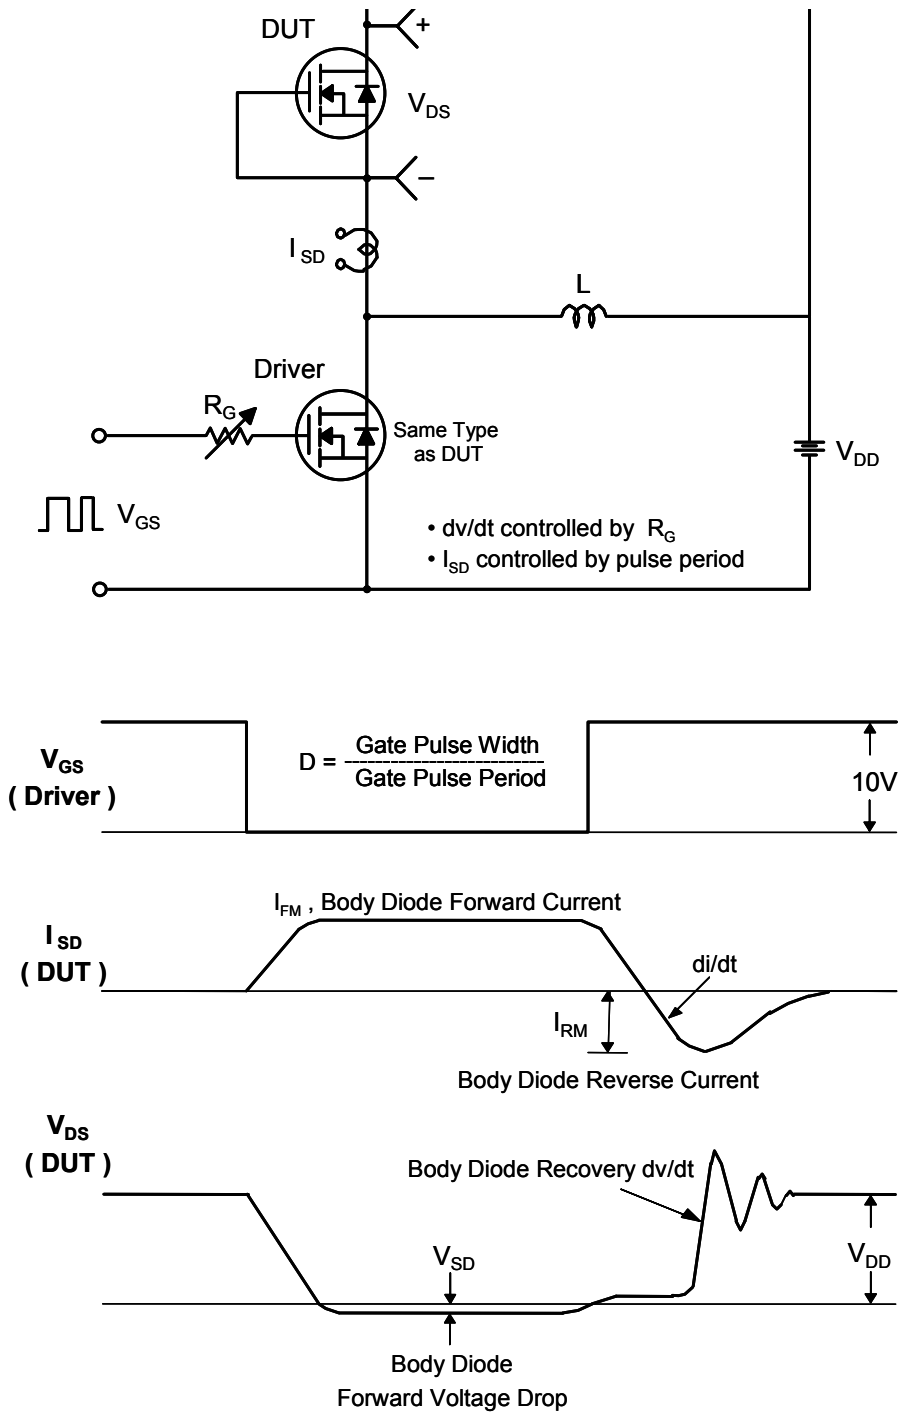 DUT
+
V_DS
−
I_SD
L
Driver
R_G
Same Type
as DUT
V_DD
V_GS
• dv/dt controlled by R_G
• I_SD controlled by pulse period
V_GS
( Driver )
D = Gate Pulse Width
--------------------------
Gate Pulse Period
10V
I_FM , Body Diode Forward Current
I_SD
( DUT )
di/dt
I_RM
Body Diode Reverse Current
V_DS
( DUT )
Body Diode Recovery dv/dt
V_SD
V_DD
Body Diode
Forward Voltage Drop